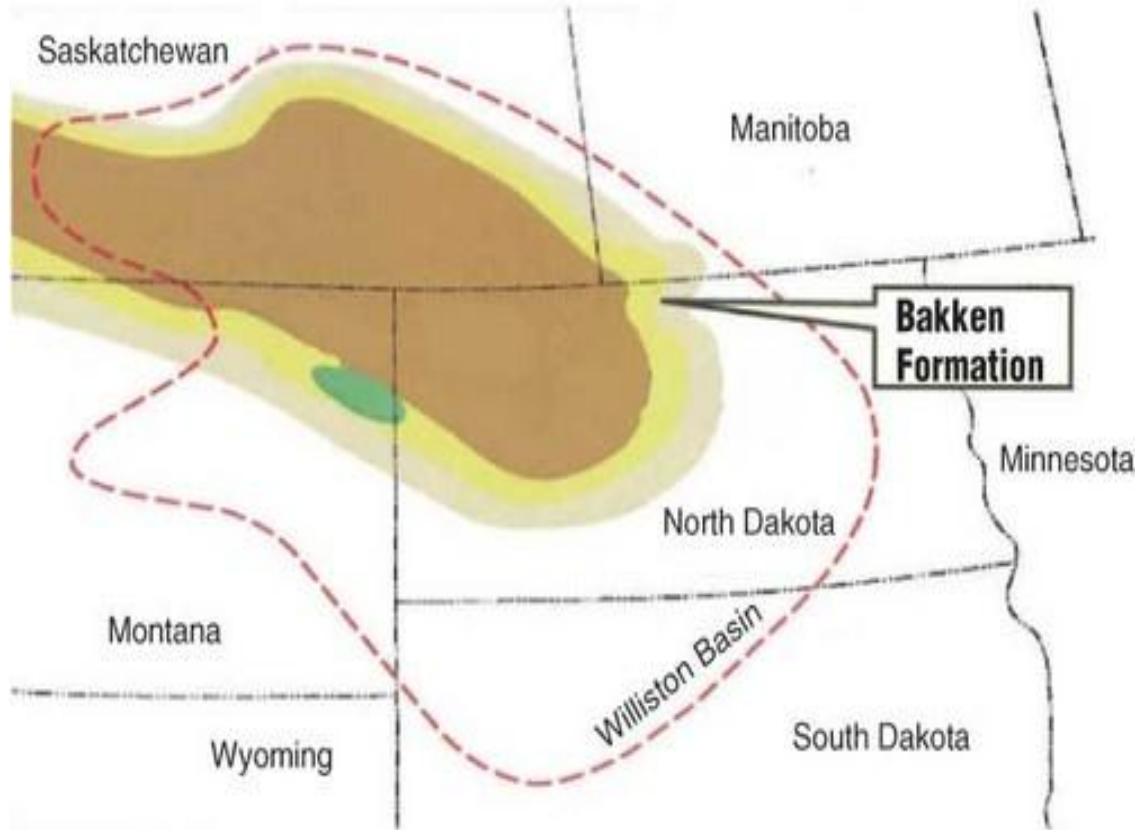 Saskatchewan
Manitoba
Bakken
Formation
Minnesota
North Dakota
Montana
Williston Basin
South Dakota
Wyoming